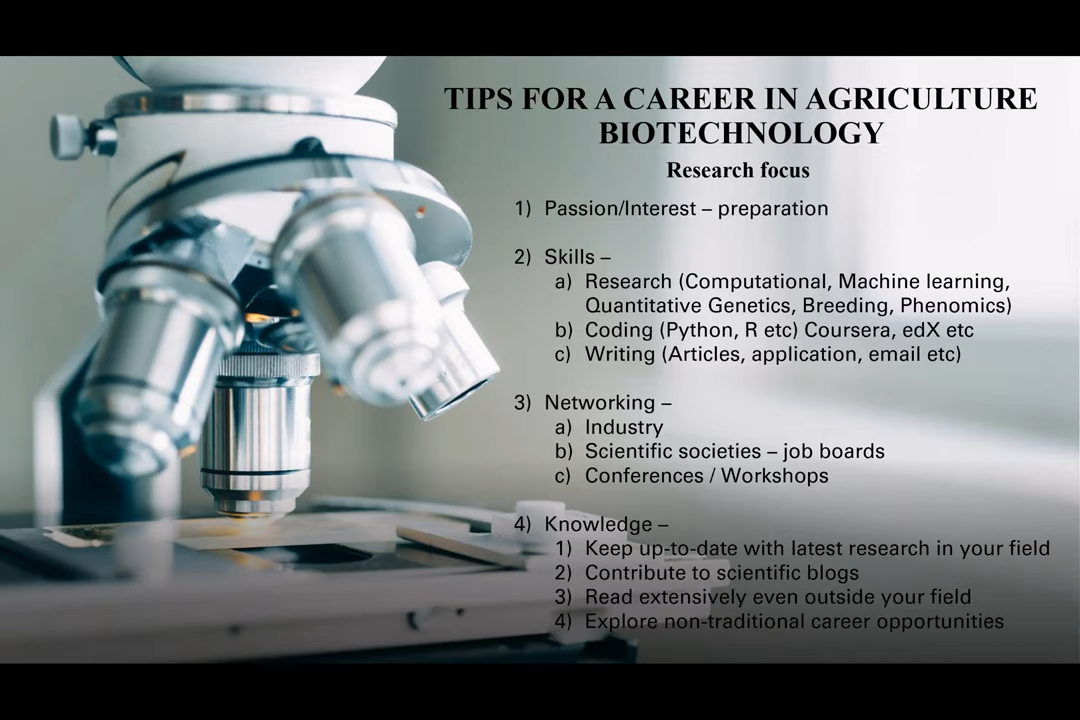 TIPS FOR A CAREER IN AGRICULTURE
BIOTECHNOLOGY
Research focus
1) Passion/Interest – preparation
2) Skills –
a) Research (Computational, Machine learning,
Quantitative Genetics, Breeding, Phenomics)
b) Coding (Python, R etc) Coursera, edX etc
c) Writing (Articles, application, email etc)
3) Networking –
a) Industry
b) Scientific societies – job boards
c) Conferences / Workshops
4) Knowledge –
1) Keep up-to-date with latest research in your field
2) Contribute to scientific blogs
3) Read extensively even outside your field
4) Explore non-traditional career opportunities